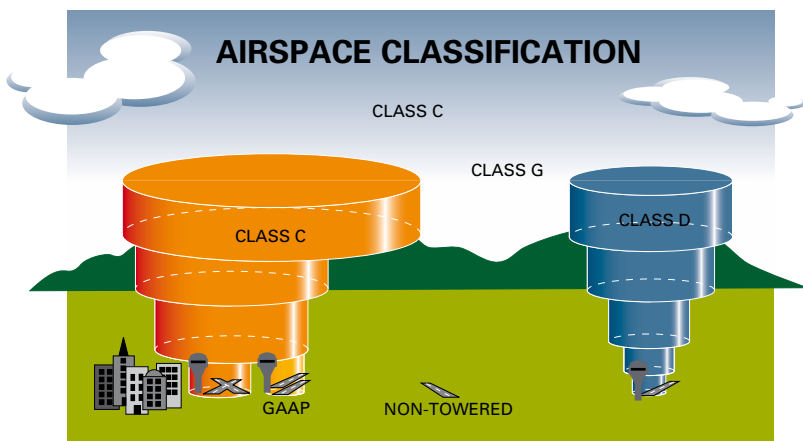 AIRSPACE CLASSIFICATION
CLASS C
CLASS G
CLASS D
CLASS C
GAAP
NON-TOWERED